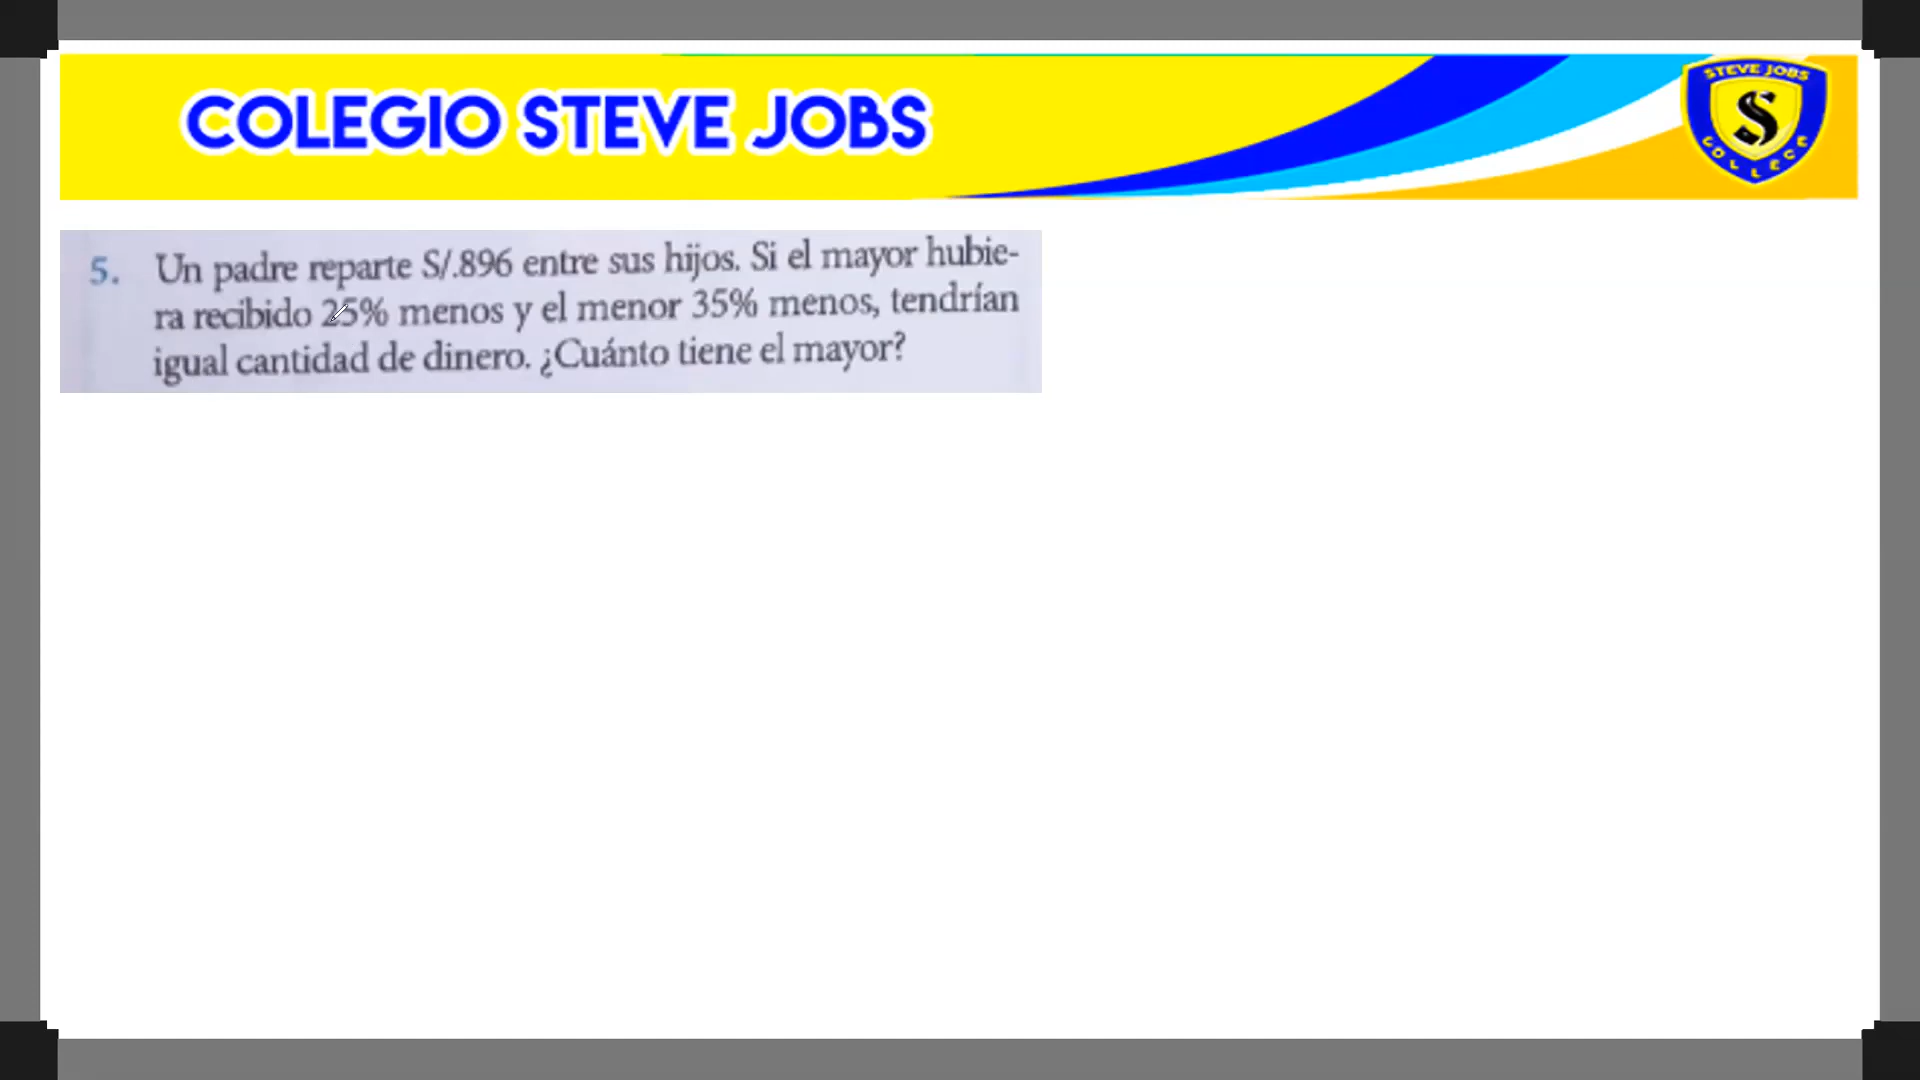 COLEGIO STEVE JOBS
STEVE JOBS
S
COLLEGE
5. Un padre reparte S/.896 entre sus hijos. Si el mayor hubie-
ra recibido 25% menos y el menor 35% menos, tendrían
igual cantidad de dinero. ¿Cuánto tiene el mayor?